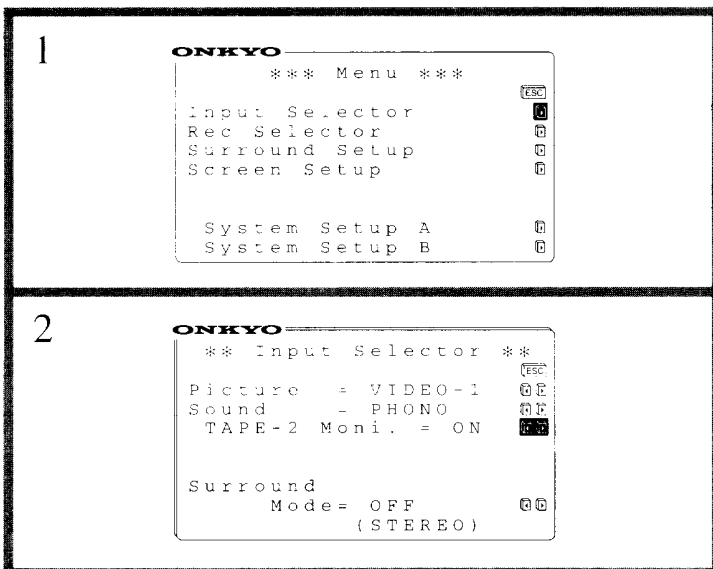 1
ONKYO
*** Menu ***
ESC
Input Selector
Rec Selector
Surround Setup
Screen Setup
System Setup A
System Setup B
2
ONKYO
** Input Selector **
ESC
Picture = VIDEO-1
Sound = PHONO
TAPE-2 Moni. = ON
Surround
Mode= OFF
(STEREO)